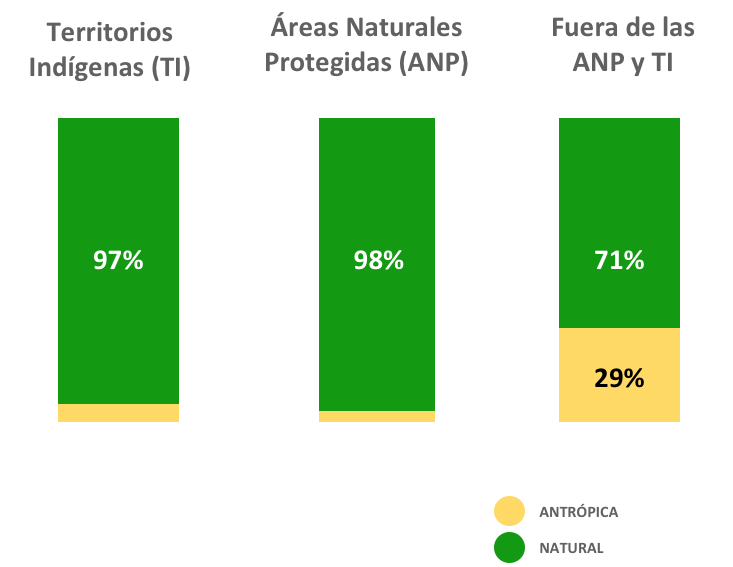 Territorios
Indígenas (TI)
Áreas Naturales
Protegidas (ANP)
Fuera de las
ANP y TI
97%
98%
71%
29%
ANTRÓPICA
NATURAL